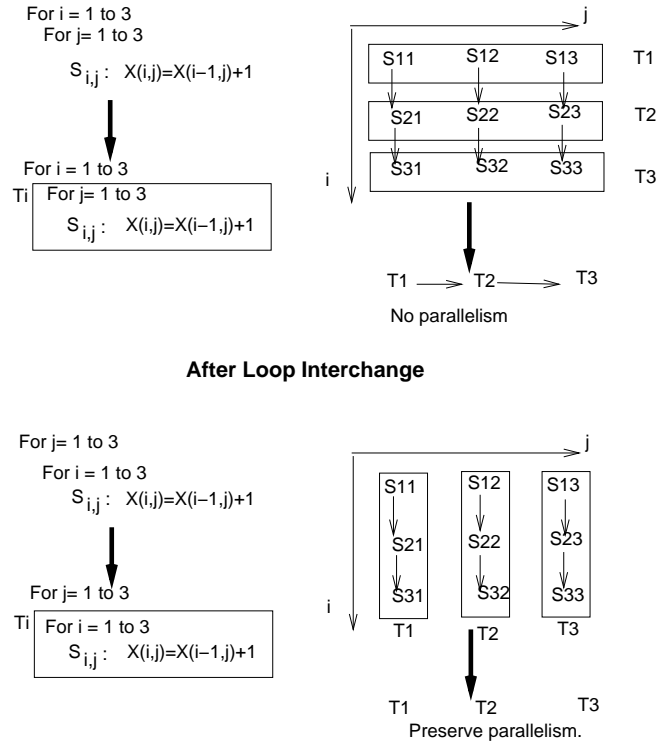 For i = 1 to 3
For j= 1 to 3
S i,j : X(i,j)=X(i−1,j)+1
For i = 1 to 3
Ti
For j= 1 to 3
S i,j : X(i,j)=X(i−1,j)+1
j
S11 S12 S13 T1
S21 S22 S23 T2
S31 S32 S33 T3
i
T1 T2 T3
No parallelism
After Loop Interchange
For j= 1 to 3
For i = 1 to 3
S i,j : X(i,j)=X(i−1,j)+1
For j= 1 to 3
Ti
For i = 1 to 3
S i,j : X(i,j)=X(i−1,j)+1
j
S11 S12 S13
S21 S22 S23
S31 S32 S33
i
T1 T2 T3
T1 T2 T3
Preserve parallelism.